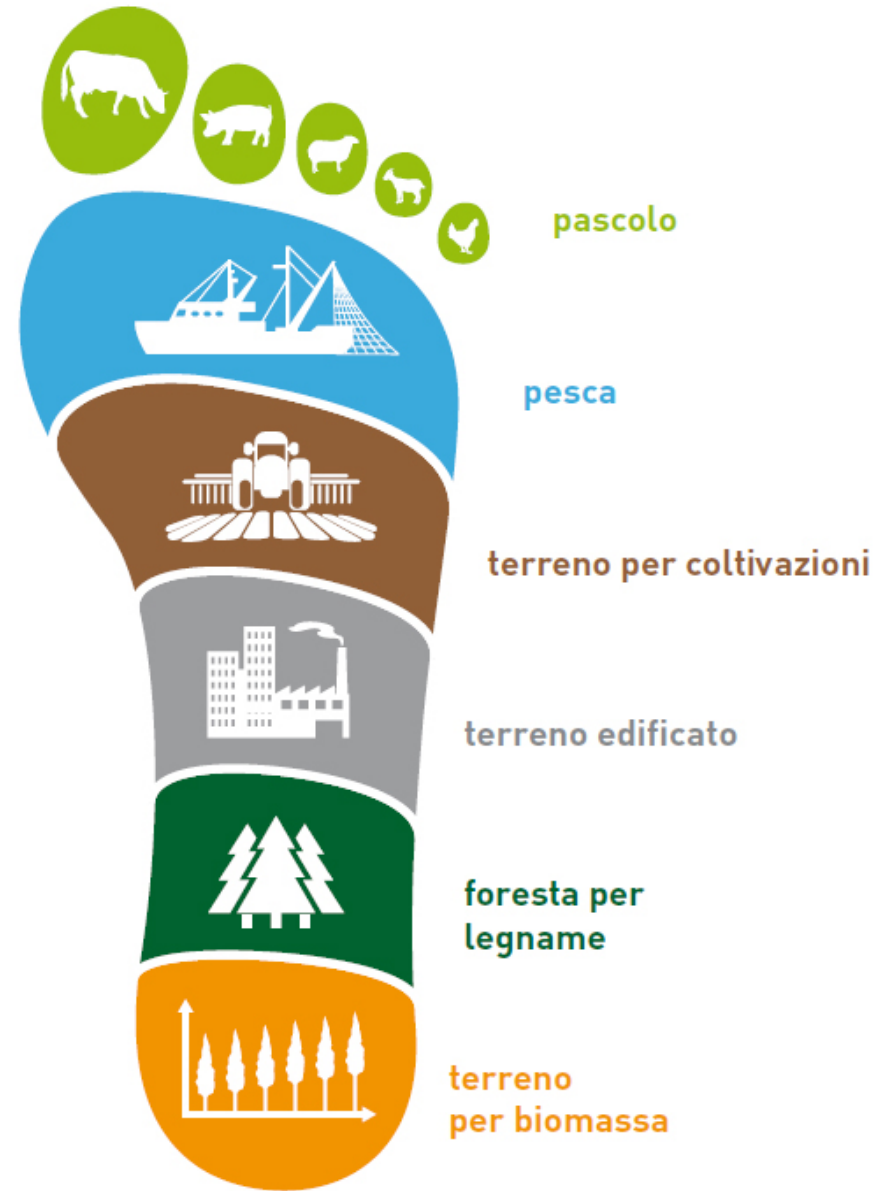 pascolo
pesca
terreno per coltivazioni
terreno edificato
foresta per
legname
terreno
per biomassa